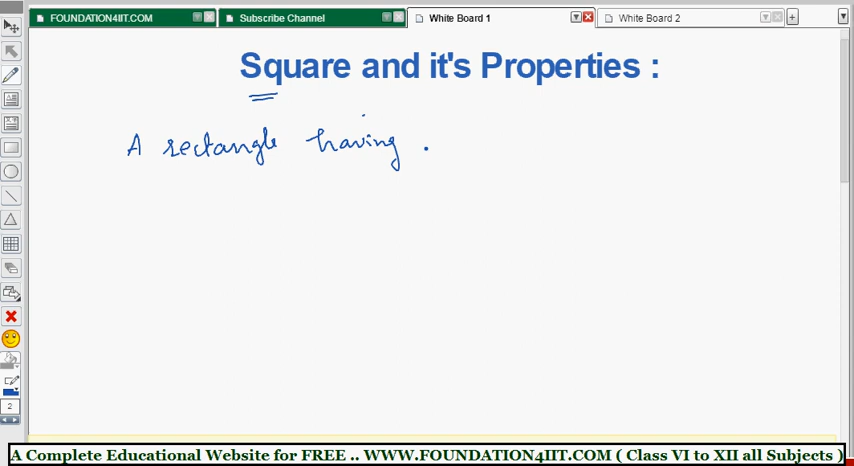 FOUNDATION4IIT.COM
Subscribe Channel
White Board 1
White Board 2
Square and it's Properties :
A rectangle having .
2
A Complete Educational Website for FREE .. WWW.FOUNDATION4IIT.COM ( Class VI to XII all Subjects )